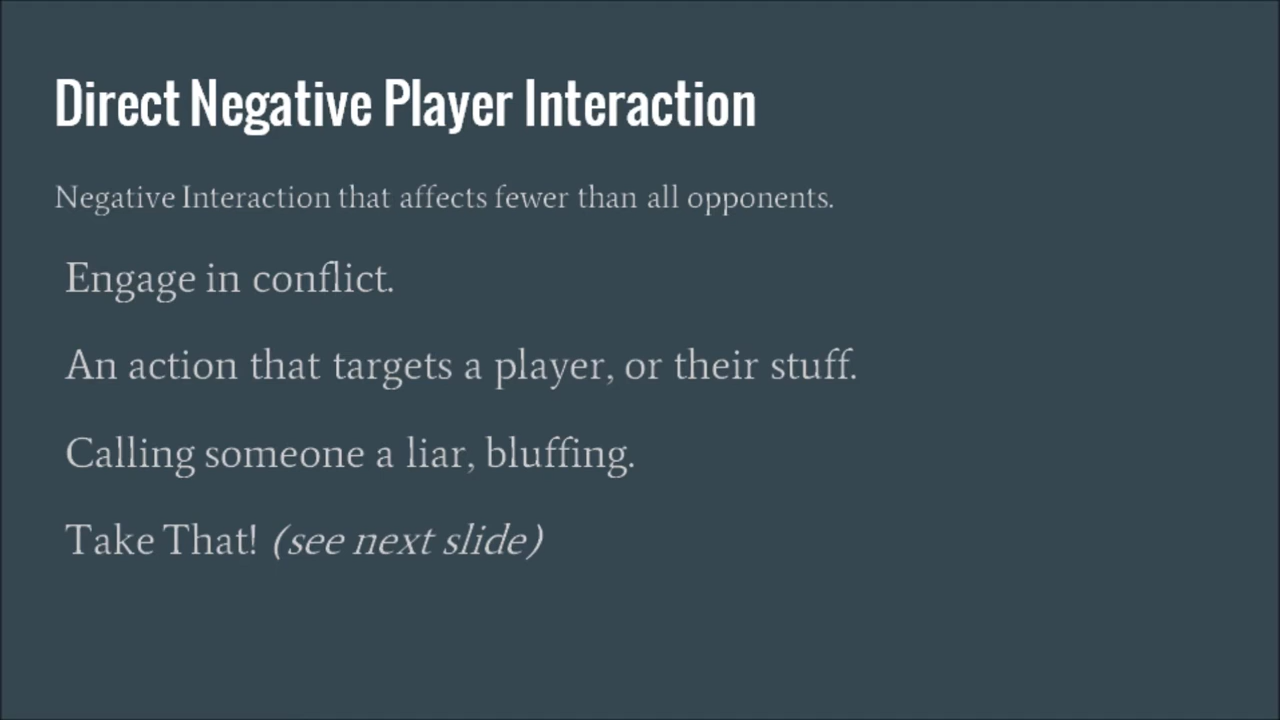 Direct Negative Player Interaction
Negative Interaction that affects fewer than all opponents.
Engage in conflict.
An action that targets a player, or their stuff.
Calling someone a liar, bluffing.
Take That! (see next slide)